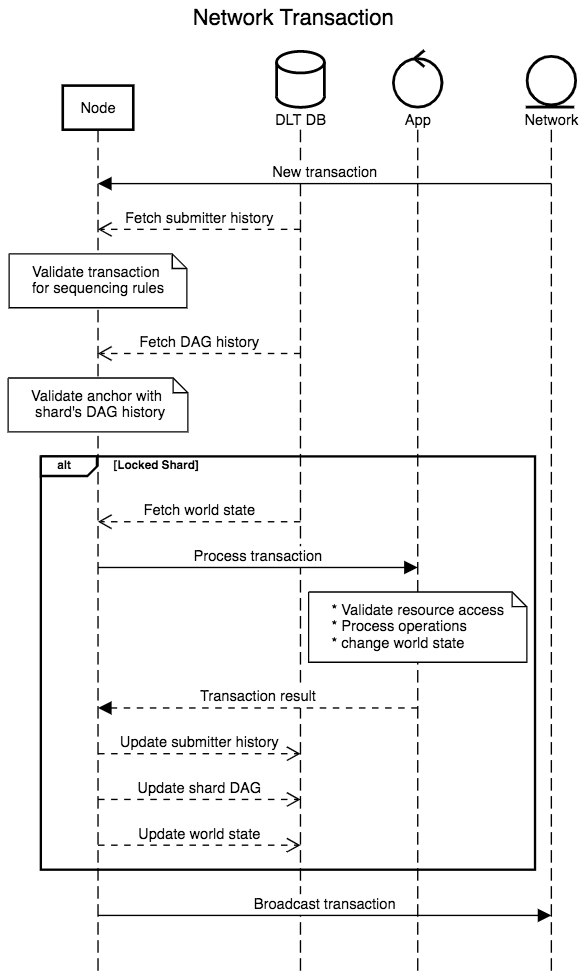 Network Transaction
Node
DLT DB
App
Network
New transaction
Fetch submitter history
Validate transaction
for sequencing rules
Fetch DAG history
Validate anchor with
shard's DAG history
alt
[Locked Shard]
Fetch world state
Process transaction
* Validate resource access
* Process operations
* change world state
Transaction result
Update submitter history
Update shard DAG
Update world state
Broadcast transaction